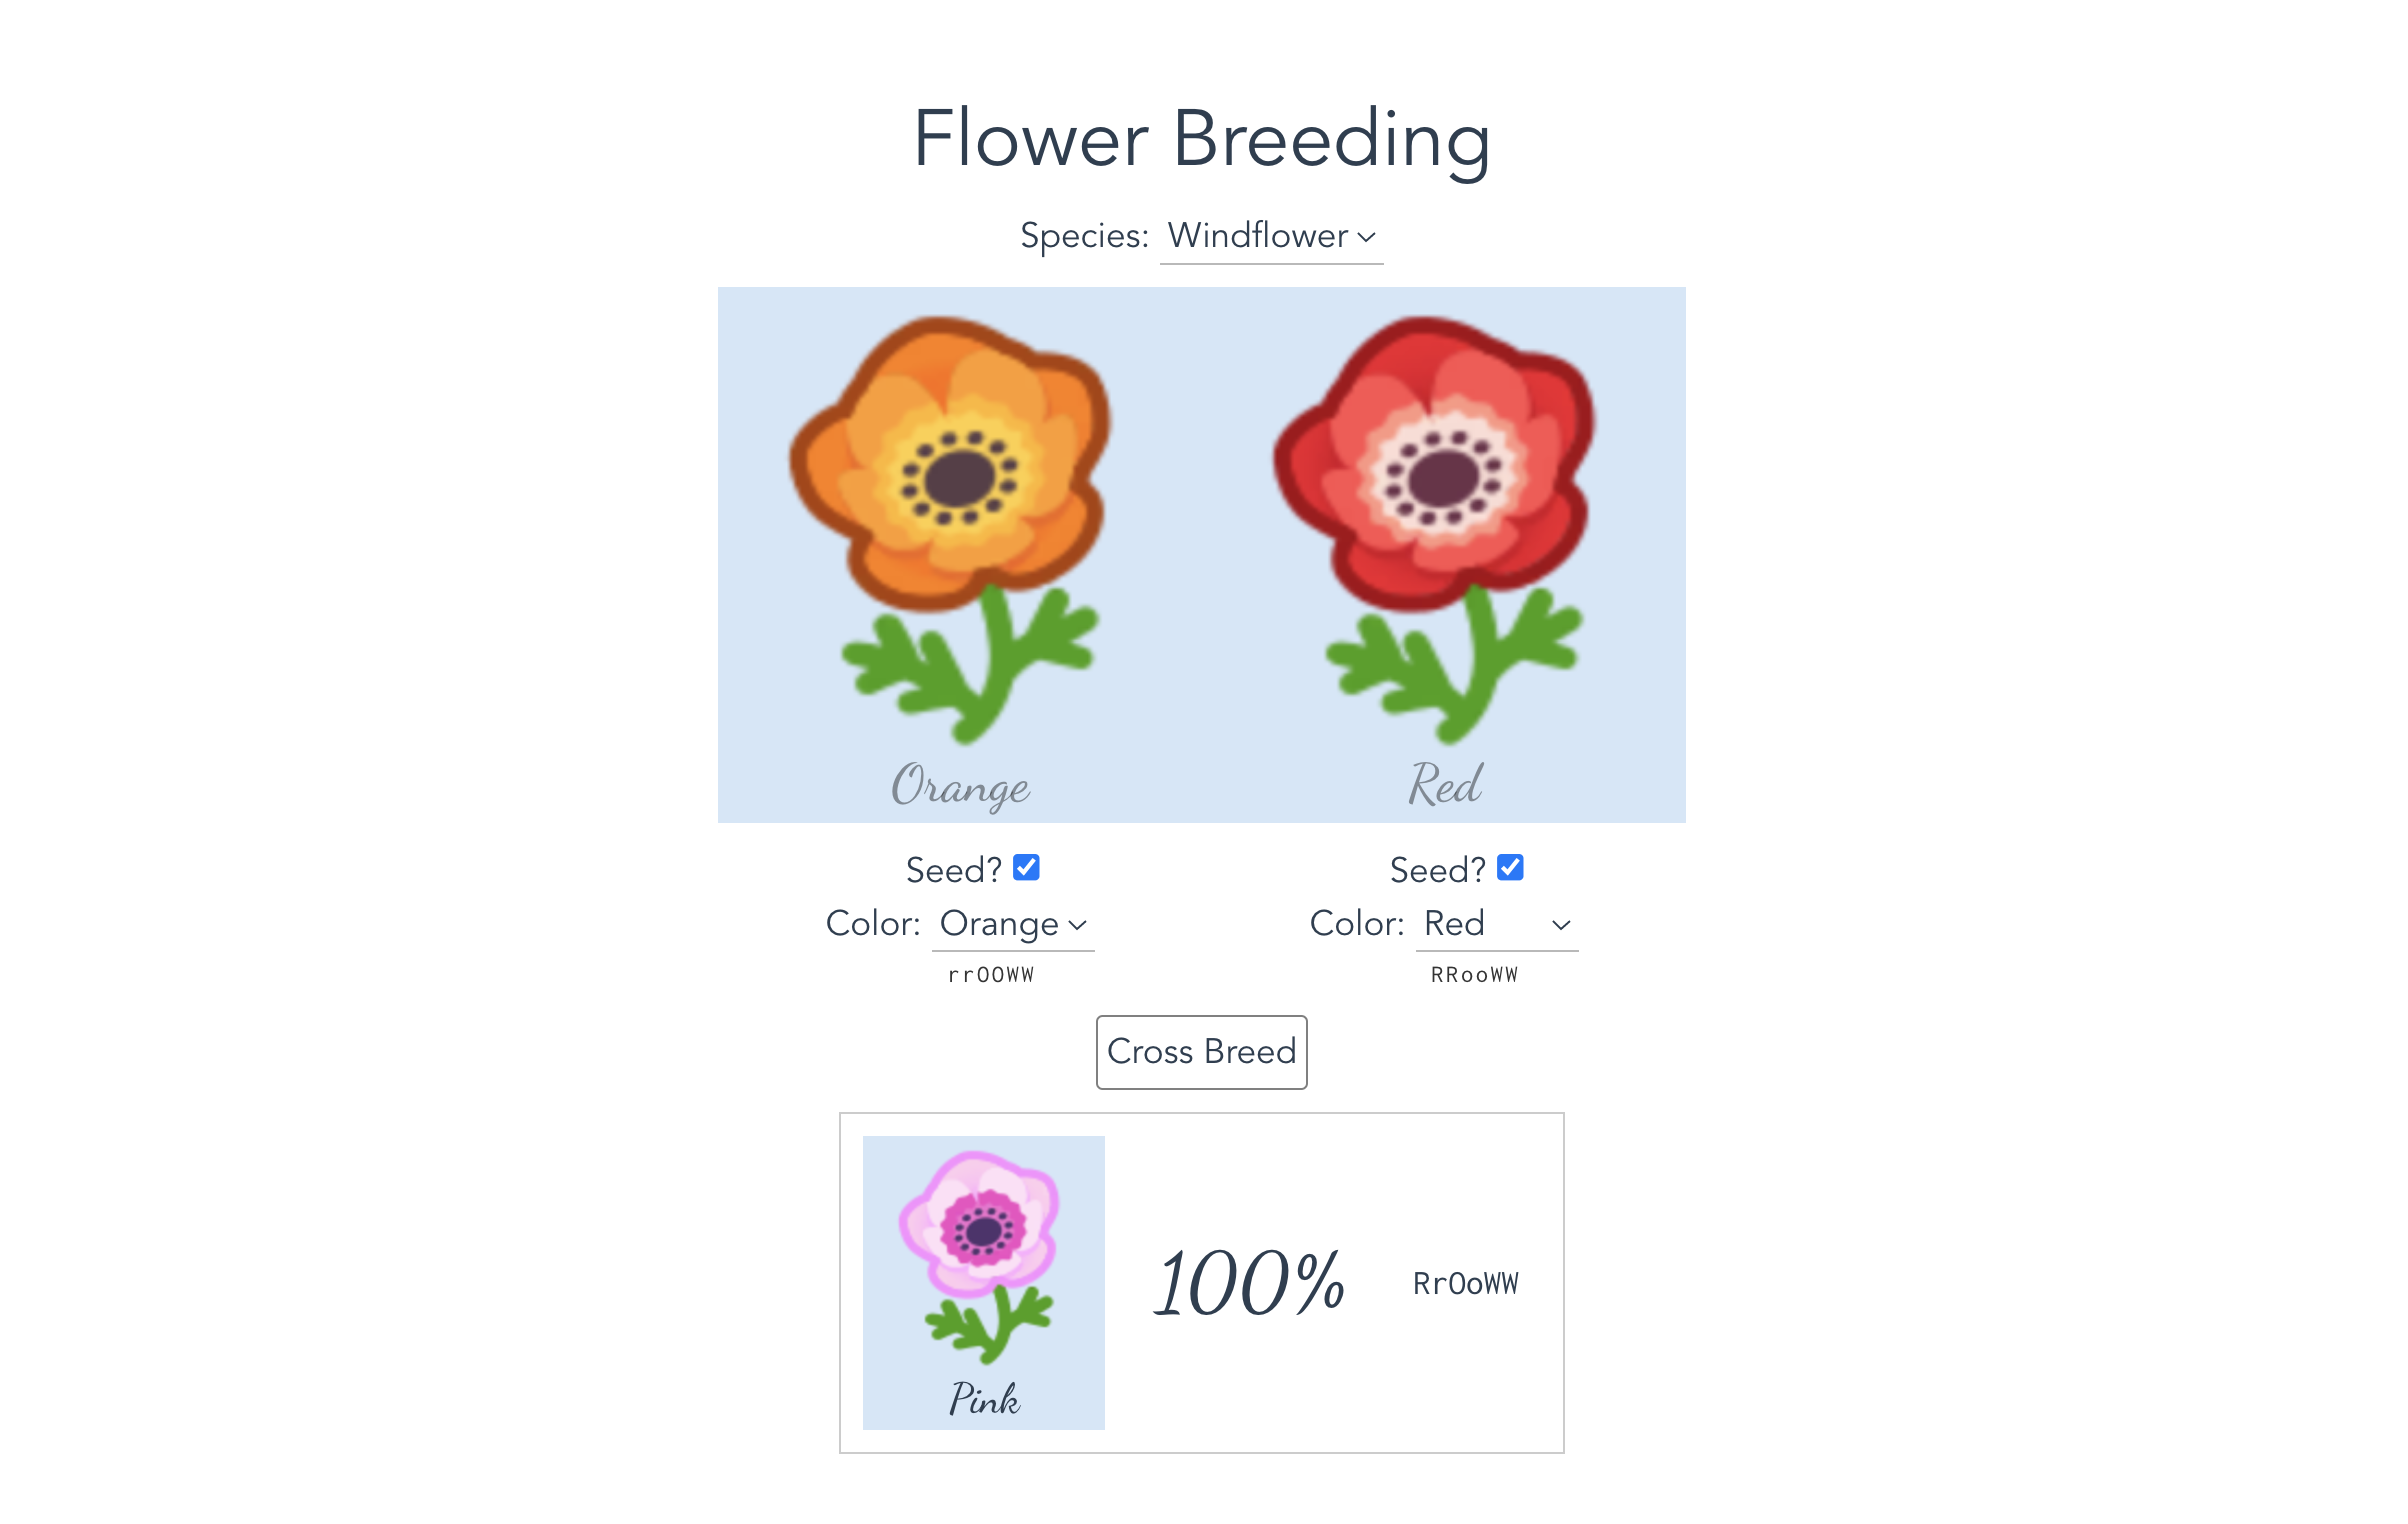 Flower Breeding
Species: Windflower
Orange Red
Seed? Seed?
Color: Orange Color: Red
rrOOWW RRooWW
Cross Breed
100% RrOoWW
Pink